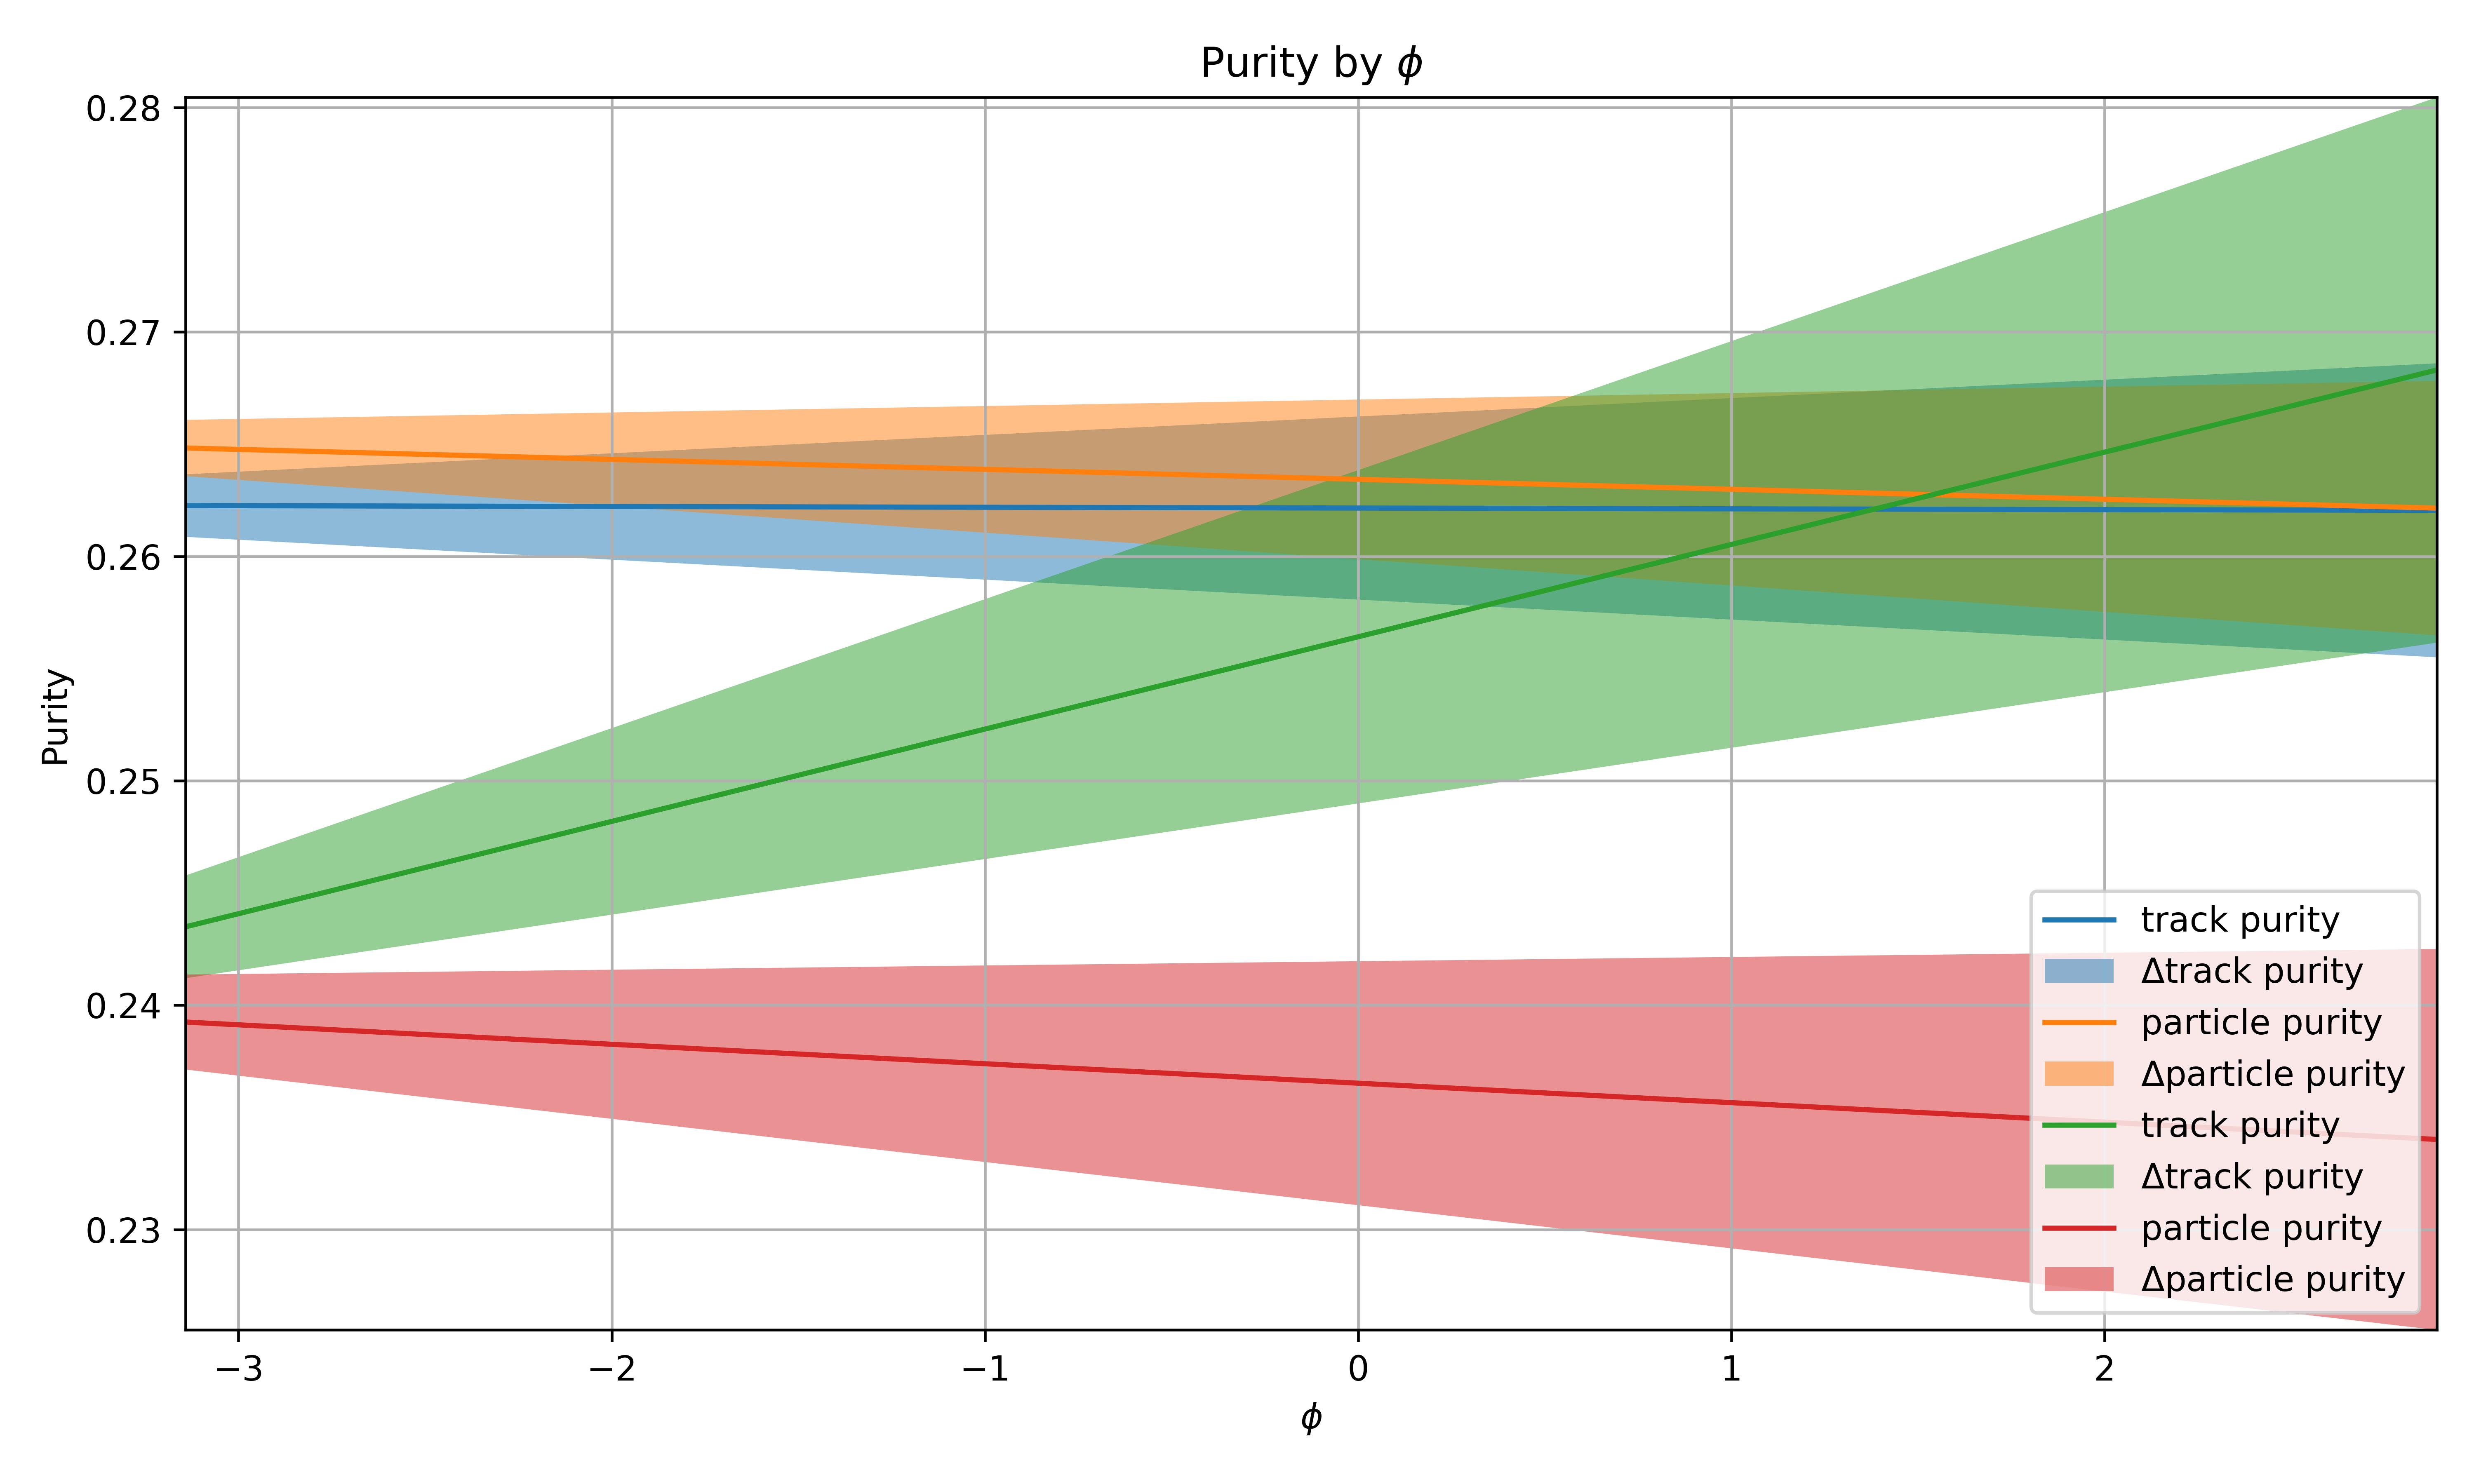 Purity by ϕ
0.28
0.27
0.26
0.25
0.24
0.23
Purity
−3
−2
−1
0
1
2
ϕ
track purity
Δtrack purity
particle purity
Δparticle purity
track purity
Δtrack purity
particle purity
Δparticle purity